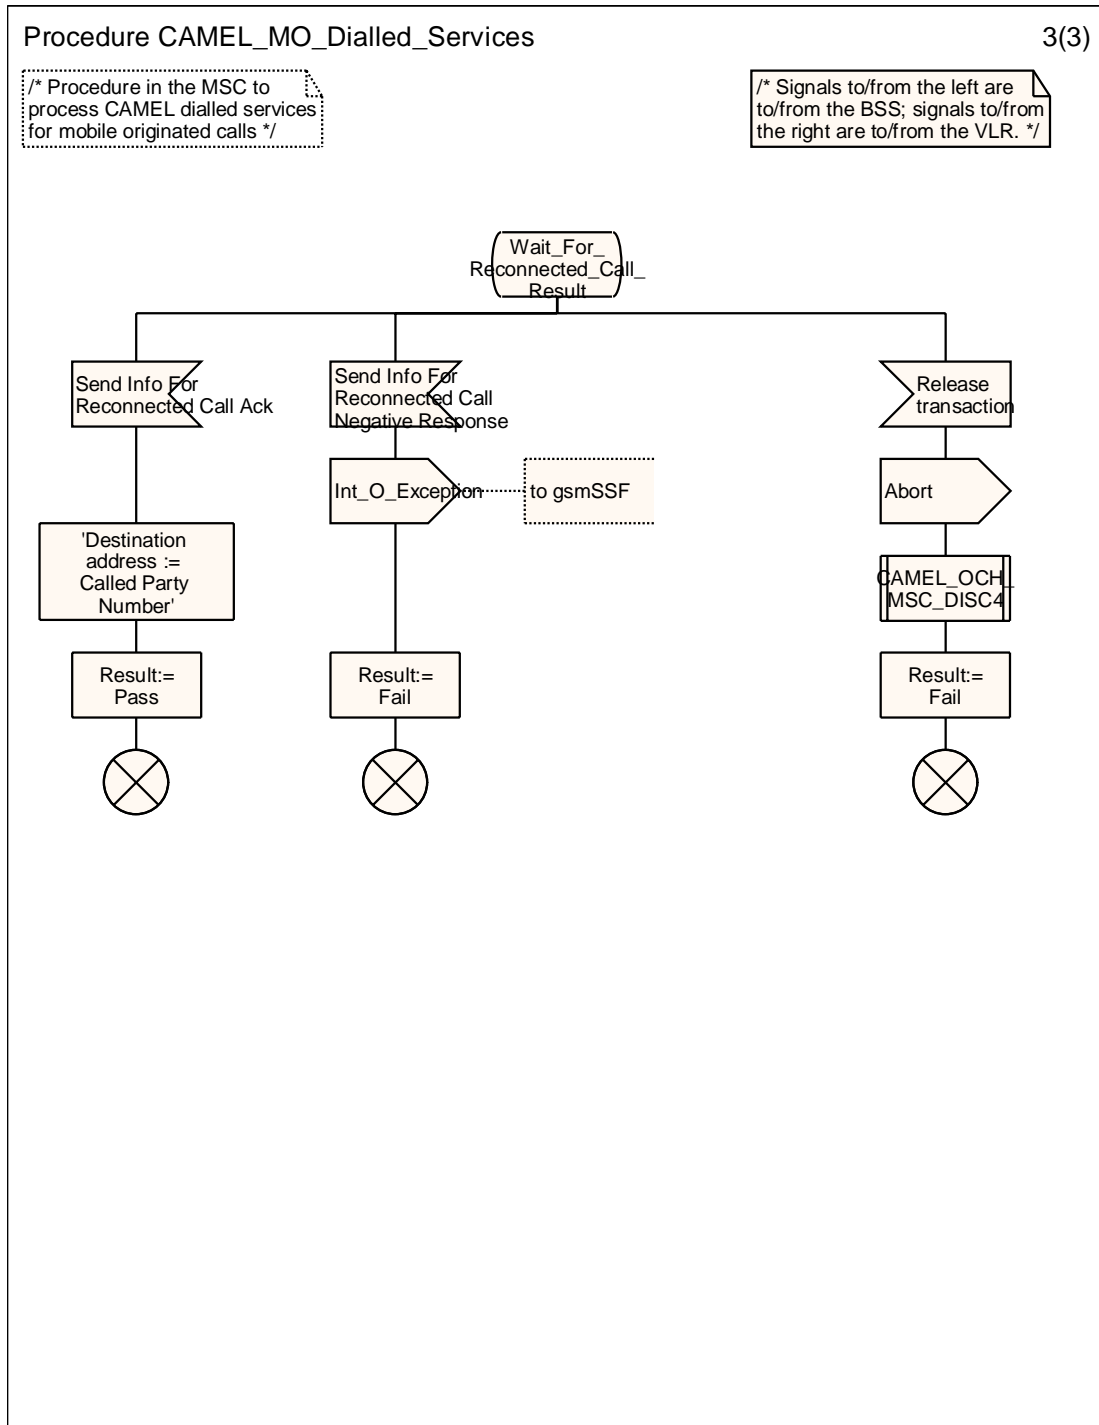 Procedure CAMEL_MO_Dialled_Services
3(3)
/* Procedure in the MSC to
process CAMEL dialled services
for mobile originated calls */
/* Signals to/from the left are
to/from the BSS; signals to/from
the right are to/from the VLR. */
Wait_For_
Reconnected_Call_
Result
Send Info For
Reconnected Call Ack
Send Info For
Reconnected Call
Negative Response
Release
transaction
Int_O_Exception
to gsmSSF
Abort
'Destination
address :=
Called Party
Number'
CAMEL_OCH_
MSC_DISC4
Result:=
Pass
Result:=
Fail
Result:=
Fail